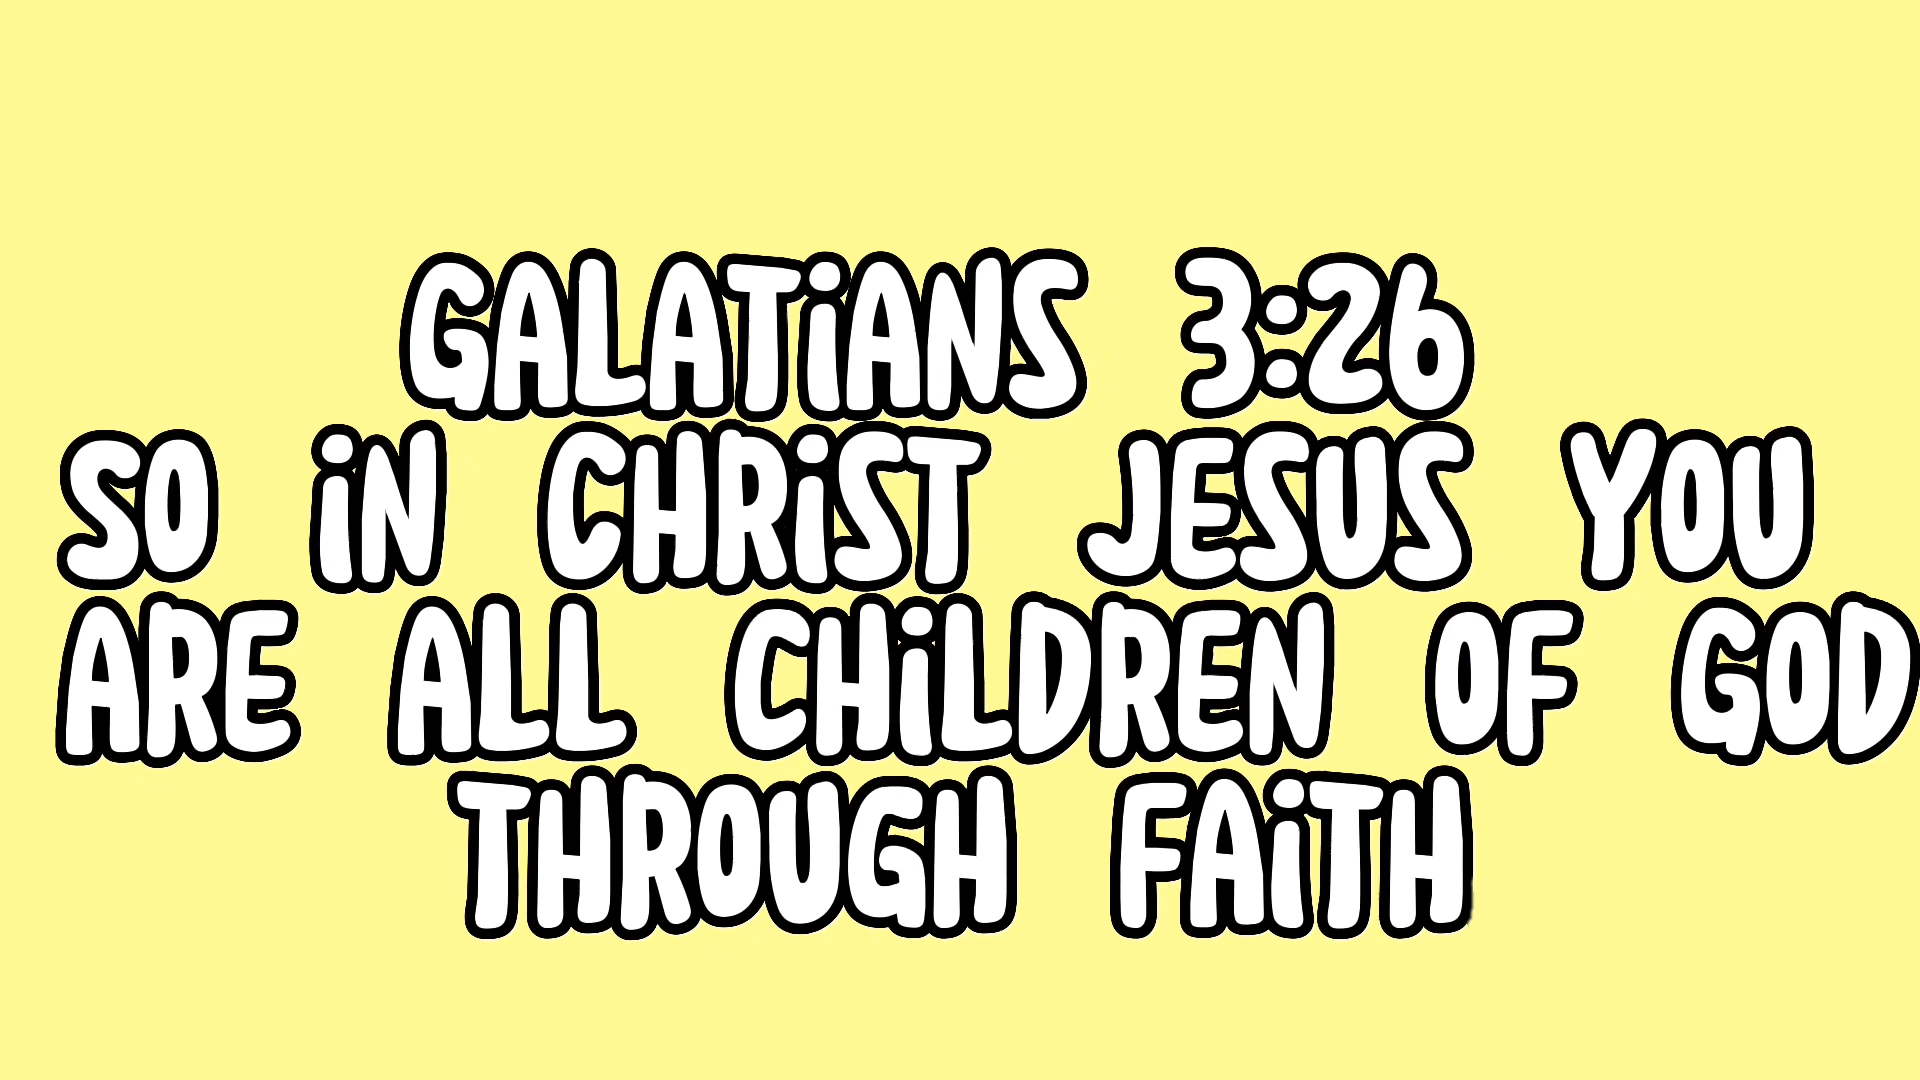 GALATiANS 3:26
SO iN CHRiST JESUS YOU
ARE ALL CHiLDREN OF GOD
THROUGH FAiTH